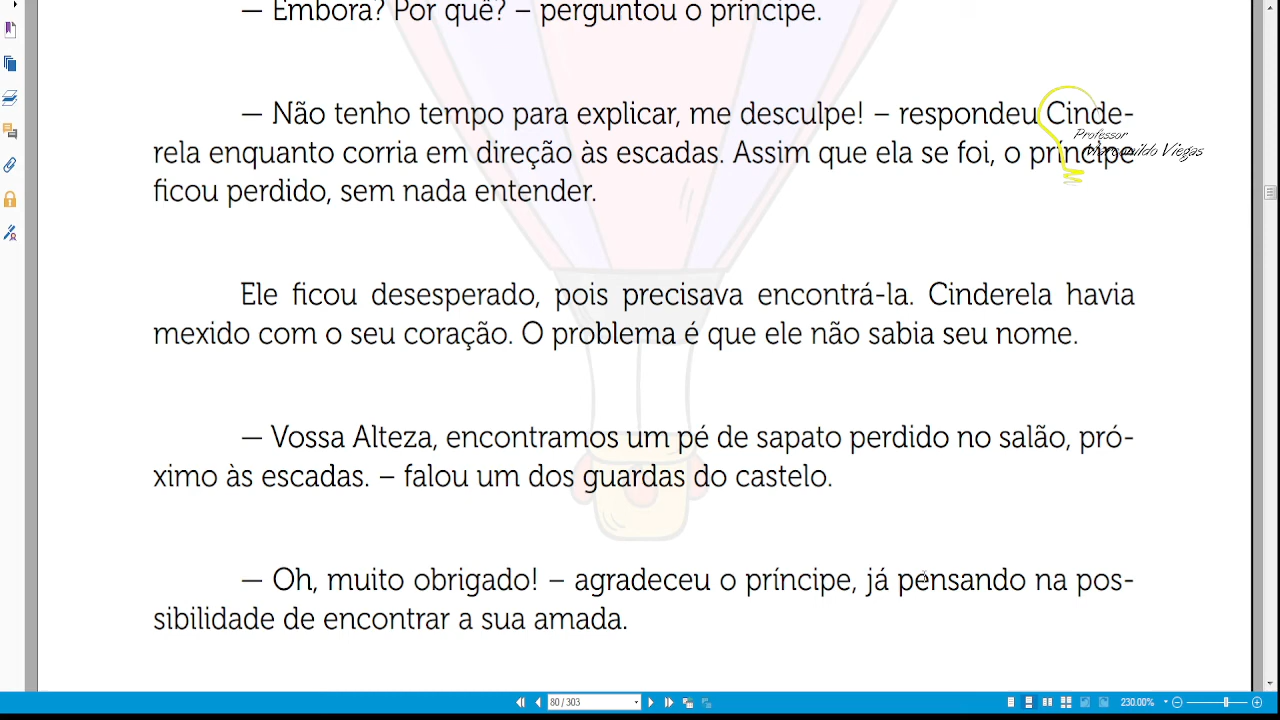 — Embora? Por quê? – perguntou o príncipe.
— Não tenho tempo para explicar, me desculpe! – respondeu Cinde-
Professor
rela enquanto corria em direção às escadas. Assim que ela se foi, o príncipe
Viegas
ficou perdido, sem nada entender.
Ele ficou desesperado, pois precisava encontrá-la. Cinderela havia
mexido com o seu coração. O problema é que ele não sabia seu nome.
— Vossa Alteza, encontramos um pé de sapato perdido no salão, pró-
ximo às escadas. – falou um dos guardas do castelo.
— Oh, muito obrigado! – agradeceu o príncipe, já pensando na pos-
sibilidade de encontrar a sua amada.
80 / 303
230.00%